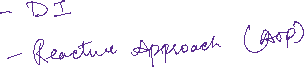 - DI
- Reactive Approach (AOP)